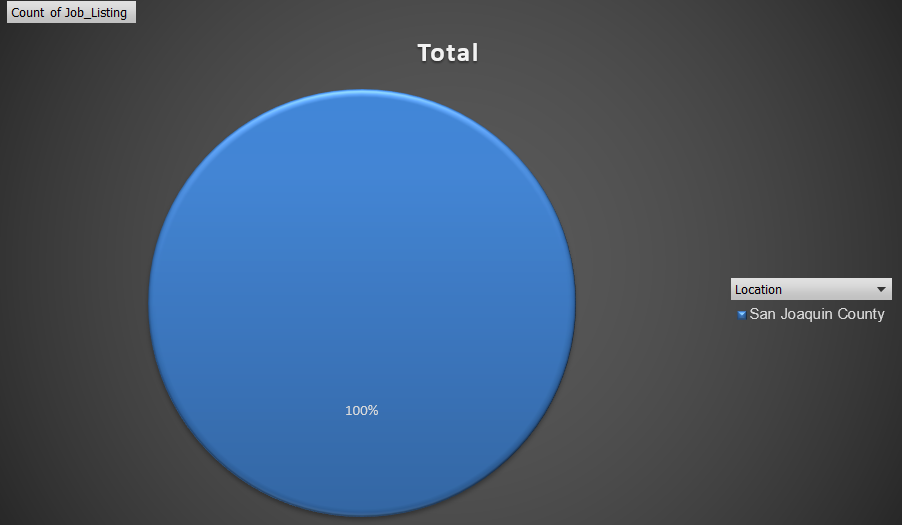 Count of Job_Listing
Total
Location
San Joaquin County
100%